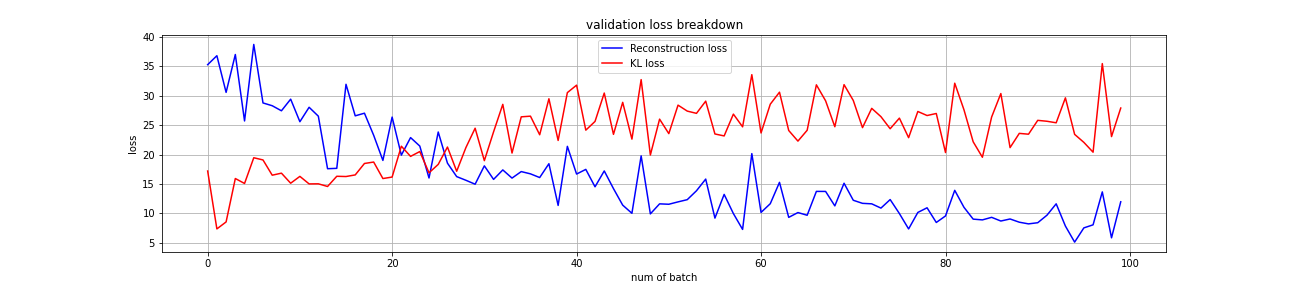 validation loss breakdown
Reconstruction loss
KL loss
loss
40
35
30
25
20
15
10
5
0 20 40 60 80 100
num of batch